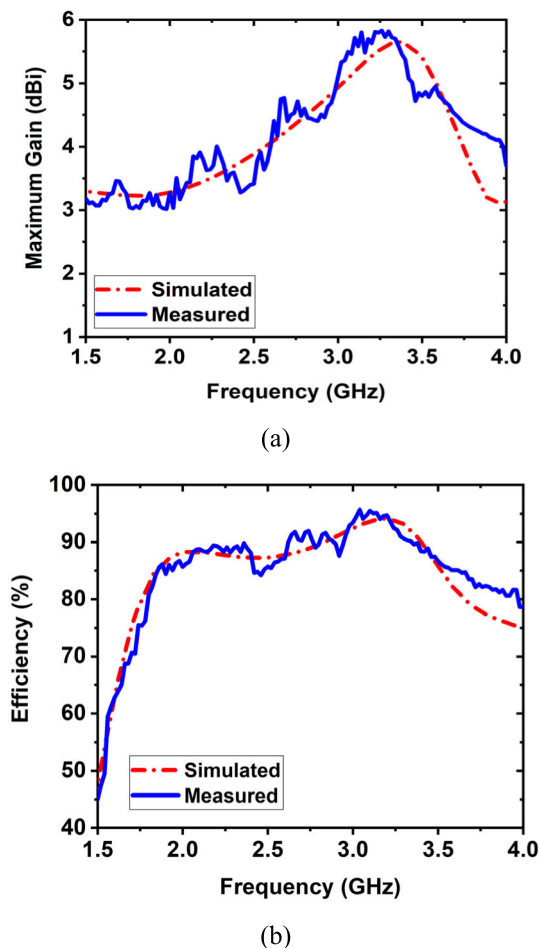 6
5
4
3
2
1
Maximum Gain (dBi)
Simulated
Measured
1.5 2.0 2.5 3.0 3.5 4.0
Frequency (GHz)
(a)
100
90
80
70
60
50
40
Efficiency (%)
Simulated
Measured
1.5 2.0 2.5 3.0 3.5 4.0
Frequency (GHz)
(b)